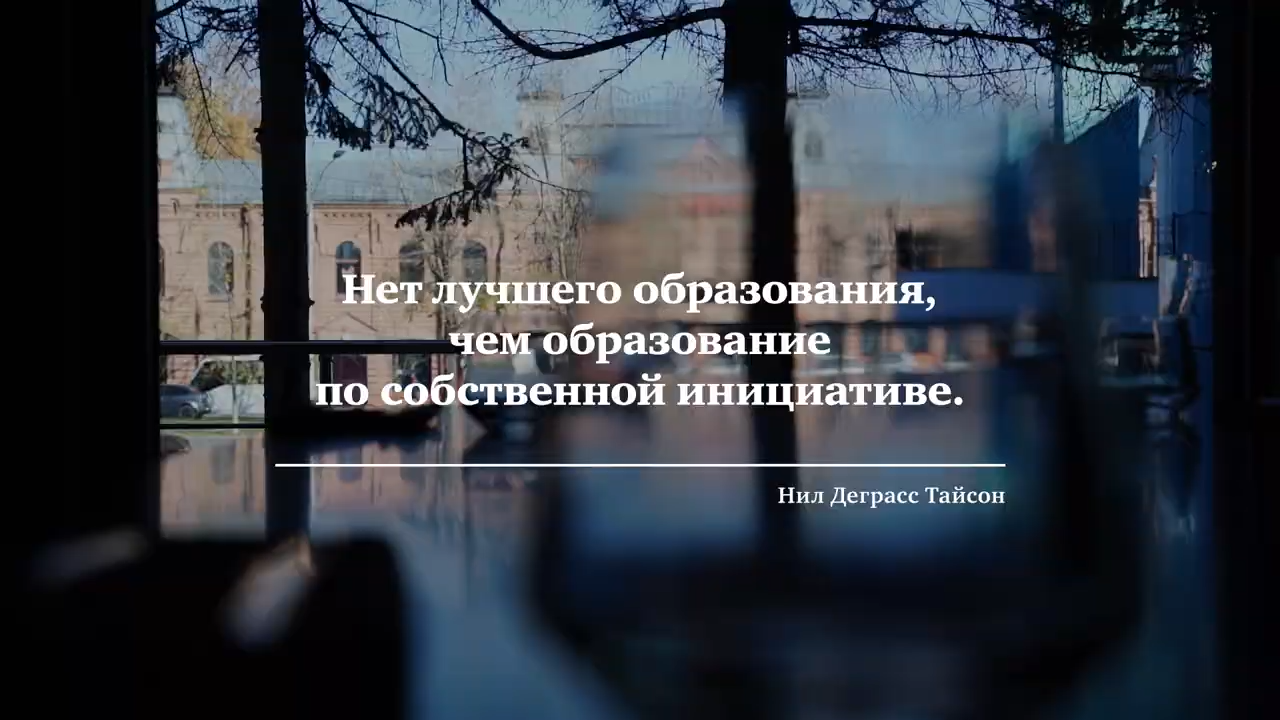 Нет лучшего образования,
чем образование
по собственной инициативе.
Нил Деграсс Тайсон